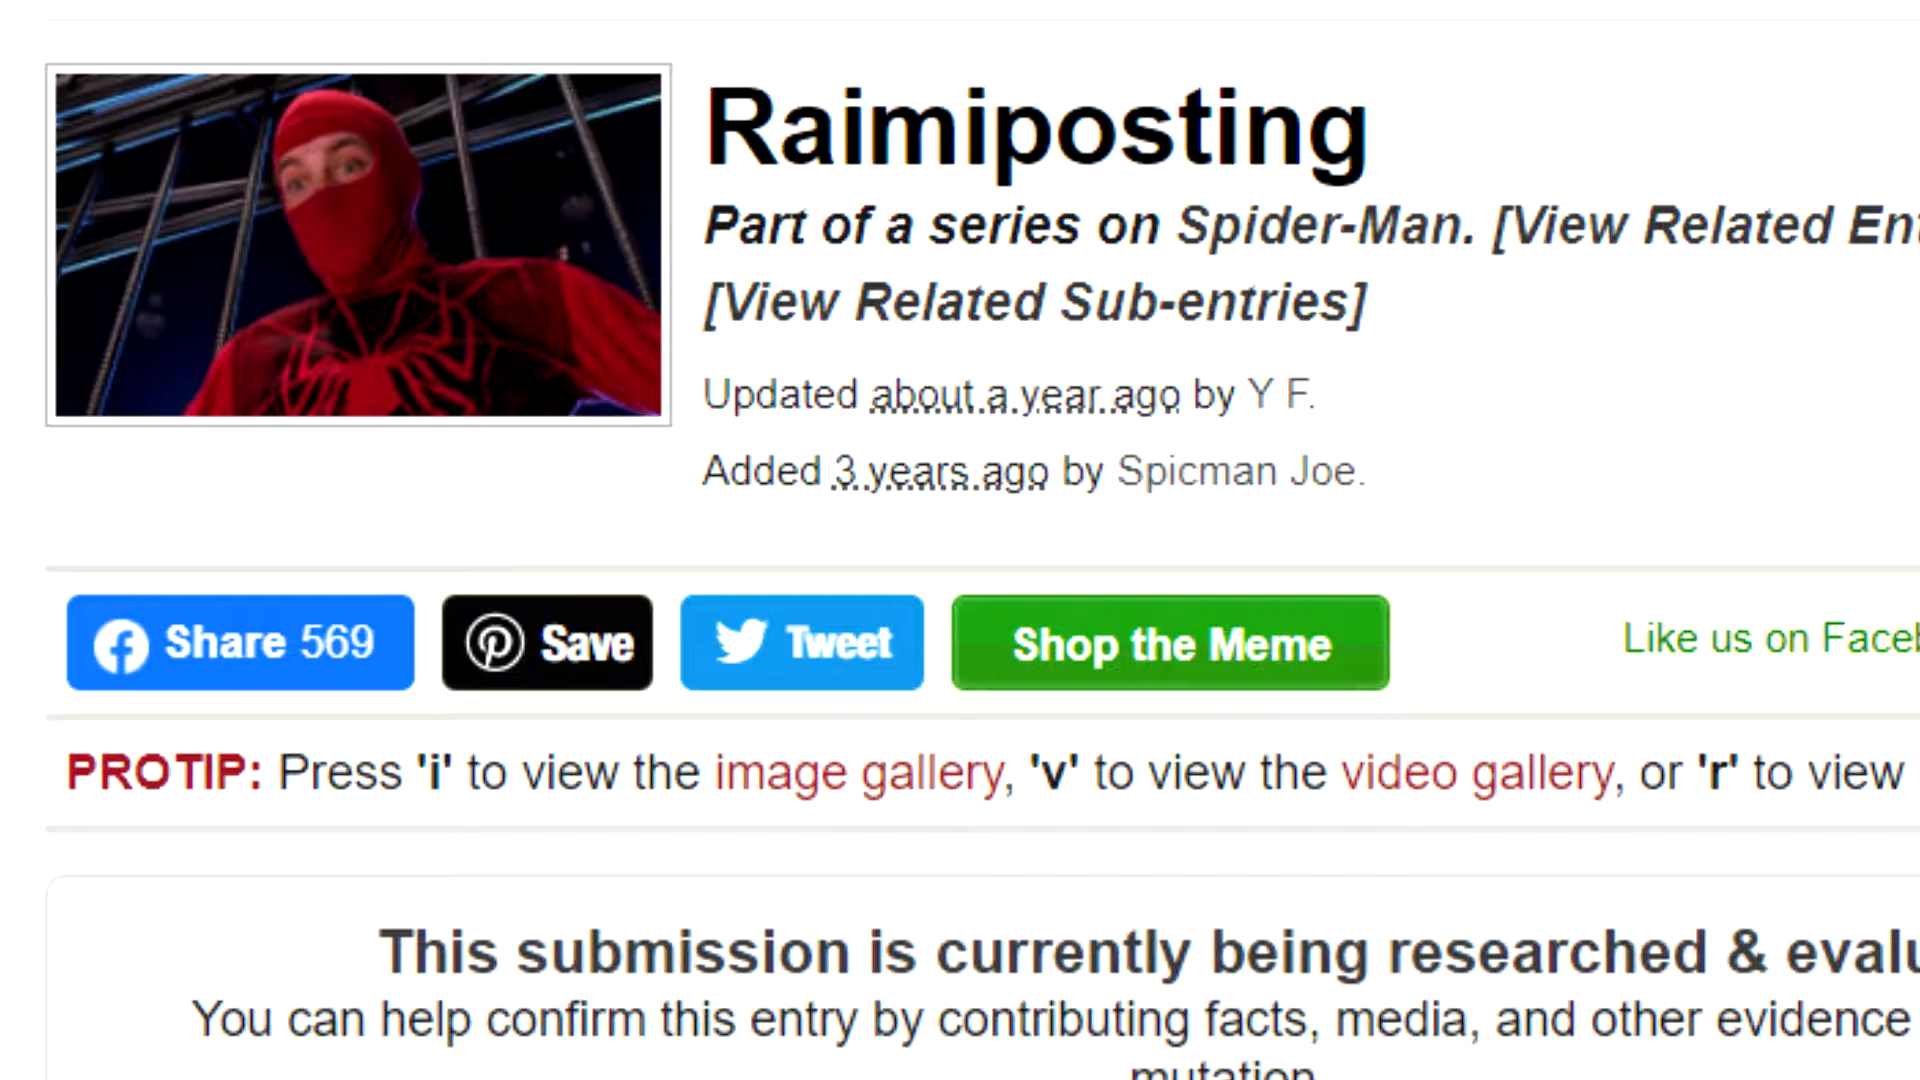 Raimiposting
Part of a series on Spider-Man. [View Related Ent
[View Related Sub-entries]
Updated about a year ago by Y F.
Added 3 years ago by Spicman Joe.
Share 569
Save
Tweet
Shop the Meme
Like us on Faceb
PROTIP: Press 'i' to view the image gallery, 'v' to view the video gallery, or 'r' to view
This submission is currently being researched & evalu
You can help confirm this entry by contributing facts, media, and other evidence
mutation